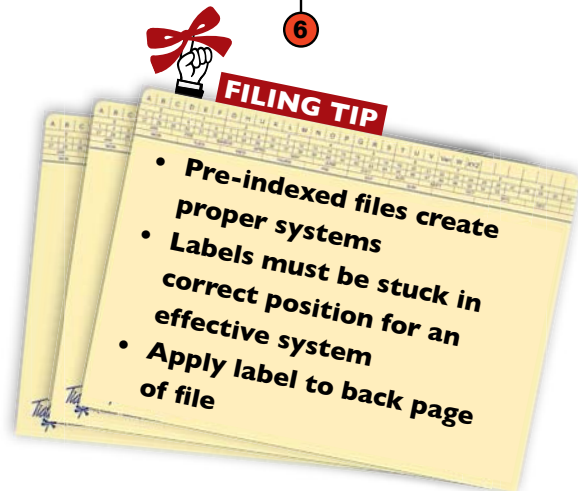 6
FILING TIP
• Pre-indexed files create
proper systems
• Labels must be stuck in
correct position for an
effective system
• Apply label to back page
of file